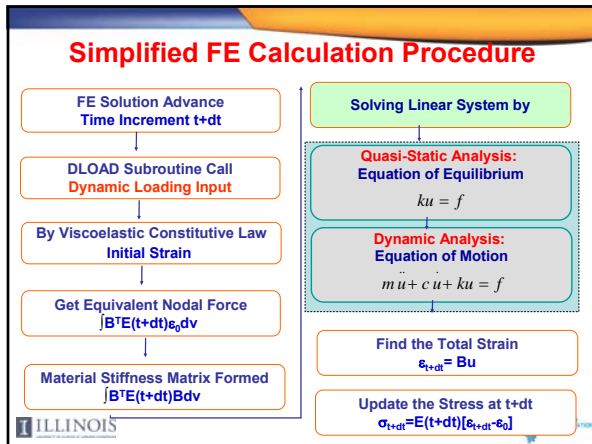 Simplified FE Calculation Procedure
FE Solution Advance
Time Increment t+dt
DLOAD Subroutine Call
Dynamic Loading Input
By Viscoelastic Constitutive Law
Initial Strain
Get Equivalent Nodal Force
∫BᵀE(t+dt)ε₀dv
Material Stiffness Matrix Formed
∫BᵀE(t+dt)Bdv
Solving Linear System by
Quasi-Static Analysis:
Equation of Equilibrium
ku = f
Dynamic Analysis:
Equation of Motion
m ü + c u̇ + ku = f
Find the Total Strain
εₜ₊dt = Bu
Update the Stress at t+dt
σₜ₊dt=E(t+dt)[εₜ₊dt-ε₀]
ILLINOIS